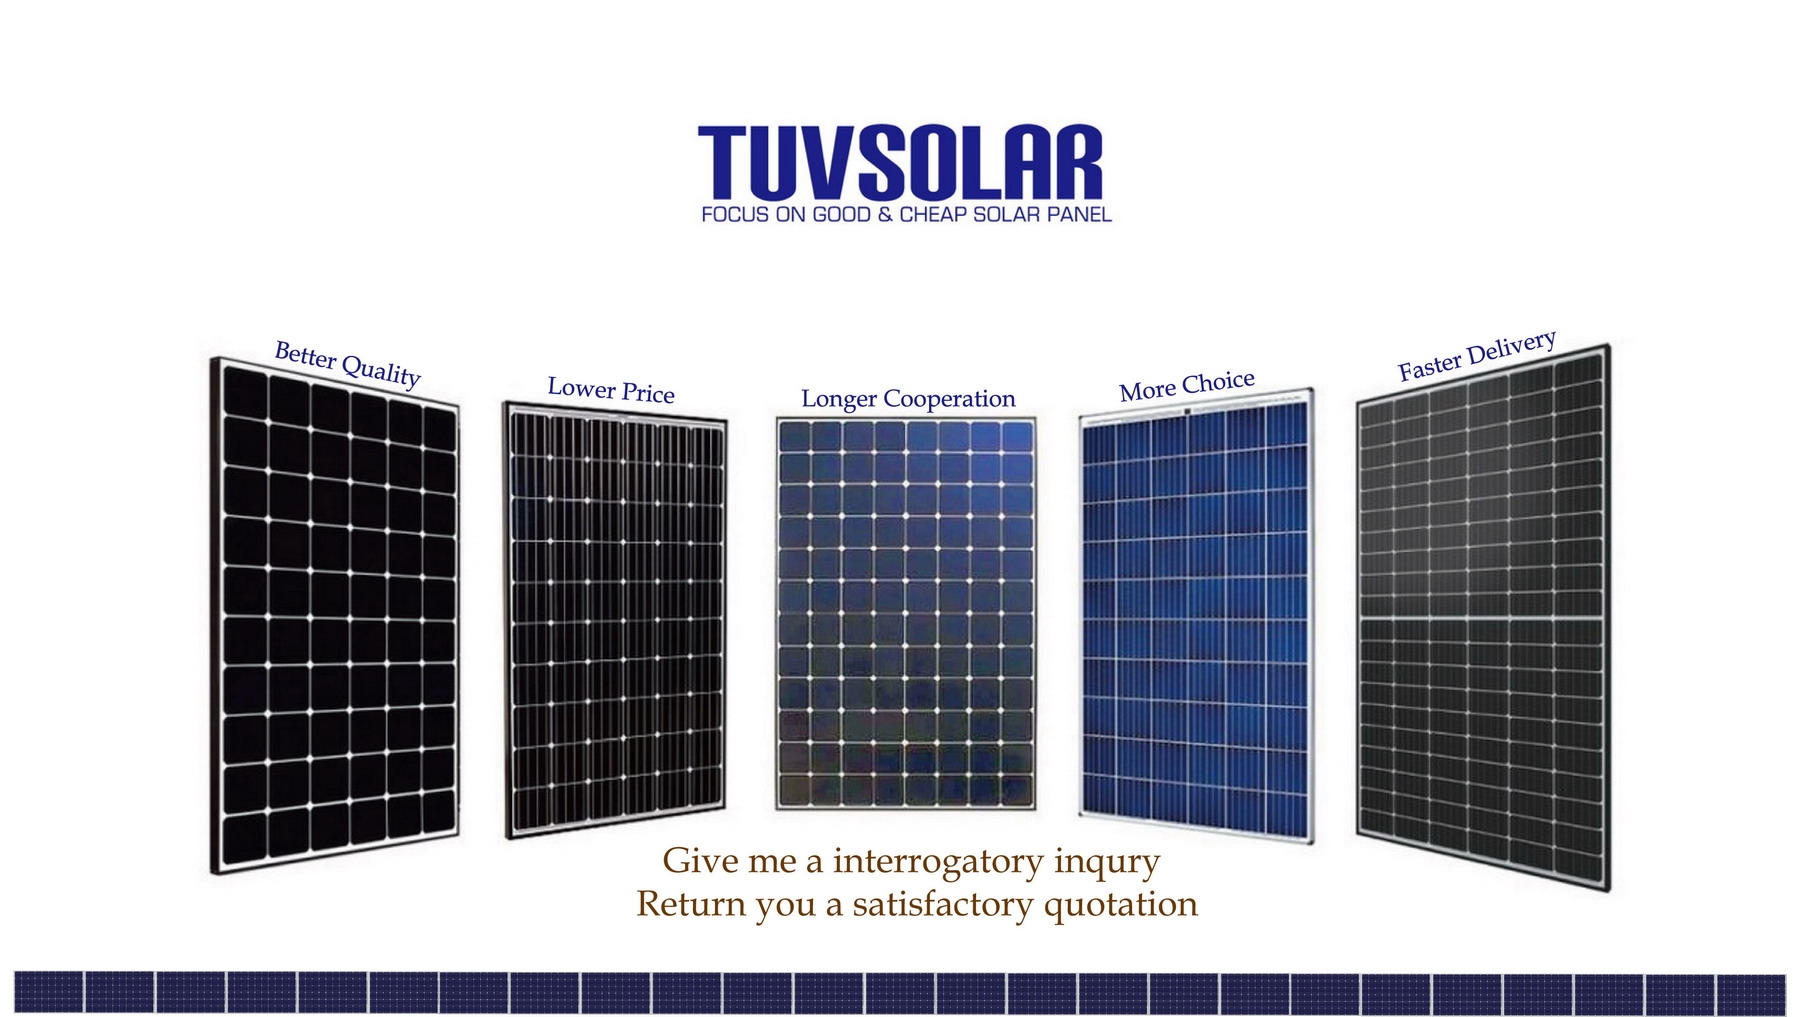 TUVSOLAR
FOCUS ON GOOD & CHEAP SOLAR PANEL
Better Quality
Lower Price
Longer Cooperation
More Choice
Faster Delivery
Give me a interrogatory inqury
Return you a satisfactory quotation